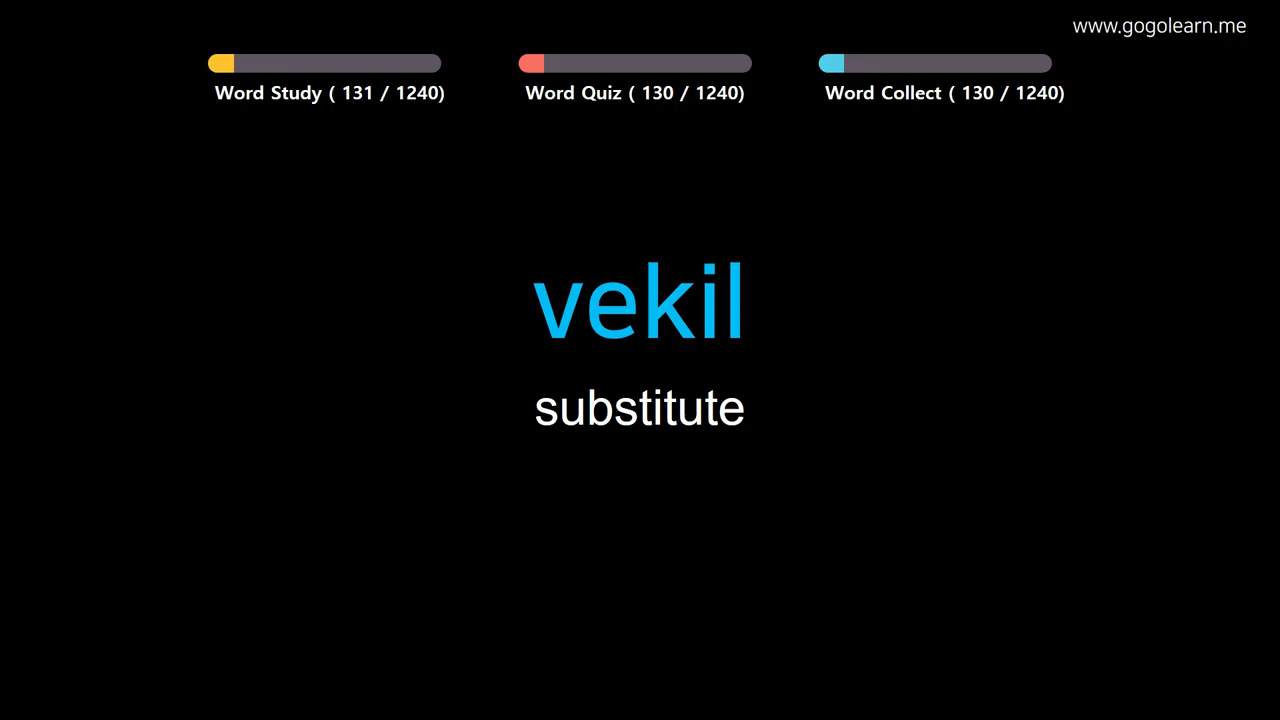 www.gogolearn.me
Word Study ( 131 / 1240)
Word Quiz ( 130 / 1240)
Word Collect ( 130 / 1240)
vekil
substitute